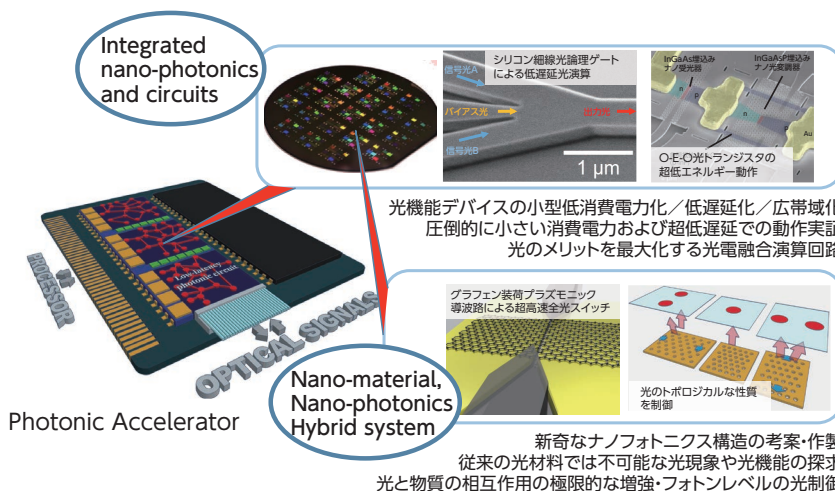 Integrated
nano-photonics
and circuits
シリコン細線光論理ゲート
による低遅延光演算
信号光A
バイアス光
出力光
信号光B
1 μm
InGaAs埋込み
ナノ受光器
InGaAsP埋込み
ナノ光変調器
n
p
n
Au
O-E-O光トランジスタの
超低エネルギー動作
光機能デバイスの小型低消費電力化／低遅延化／広帯域化
圧倒的に小さい消費電力および超低遅延での動作実証
光のメリットを最大化する光電融合演算回路
PROCESSOR
Low-latency
photonic circuit
OPTICAL SIGNALS
Photonic Accelerator
Nano-material,
Nano-photonics
Hybrid system
グラフェン装荷プラズモニック
導波路による超高速全光スイッチ
光のトポロジカルな性質
を制御
新奇なナノフォトニクス構造の考案・作製
従来の光材料では不可能な光現象や光機能の探求
光と物質の相互作用の極限的な増強・フォトンレベルの光制御